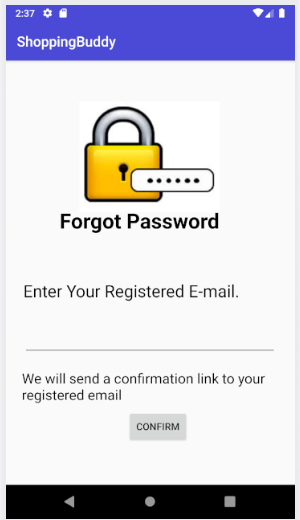 2:37
ShoppingBuddy
Forgot Password
Enter Your Registered E-mail.
We will send a confirmation link to your
registered email
CONFIRM